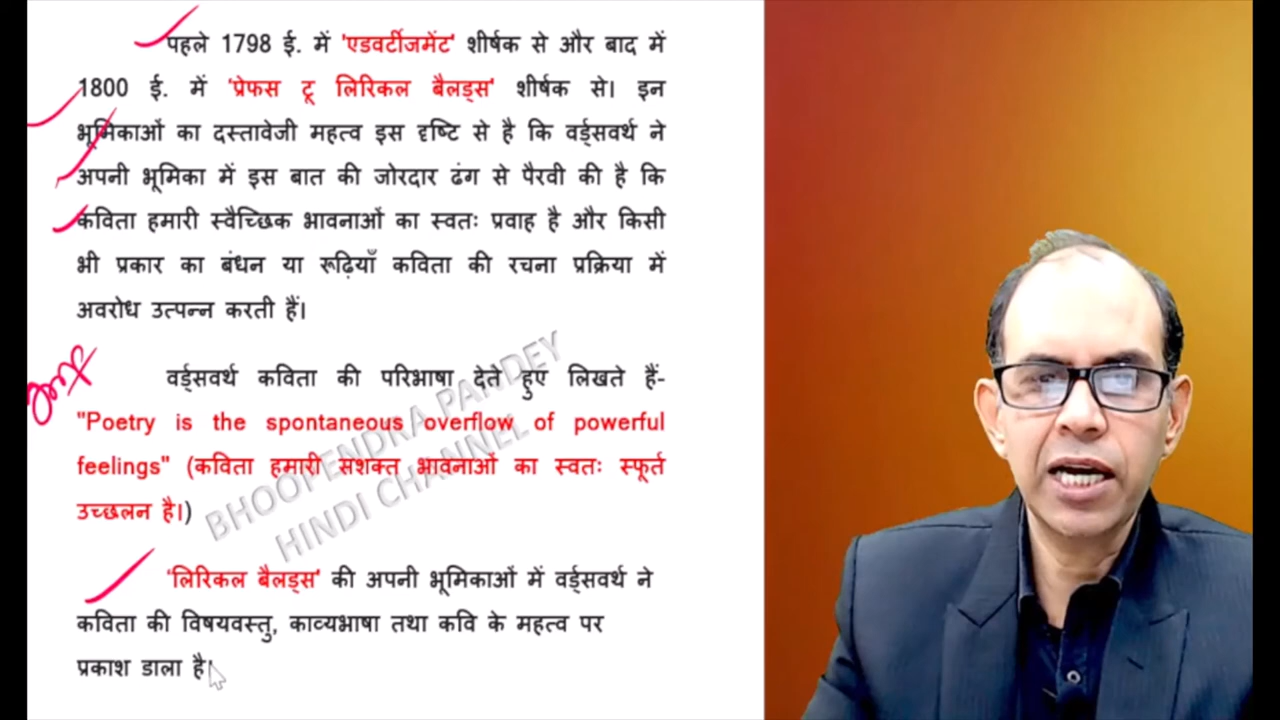 पहले 1798 ई. में 'एडवर्टीजमेंट' शीर्षक से और बाद में
1800 ई. में 'प्रेफस टू लिरिकल बैलड्स' शीर्षक से। इन
भूमिकाओं का दस्तावेजी महत्व इस दृष्टि से है कि वर्ड्सवर्थ ने
अपनी भूमिका में इस बात की जोरदार ढंग से पैरवी की है कि
कविता हमारी स्वैच्छिक भावनाओं का स्वतः प्रवाह है और किसी
भी प्रकार का बंधन या रूढ़ियाँ कविता की रचना प्रक्रिया में
अवरोध उत्पन्न करती हैं।
वर्ड्सवर्थ कविता की परिभाषा देते हुए लिखते हैं-
"Poetry is the spontaneous overflow of powerful
feelings" (कविता हमारी सशक्त भावनाओं का स्वतः स्फूर्त
उच्छलन है।)
BHOOPENDRA PANDEY
HINDI CHANNEL
'लिरिकल बैलड्स' की अपनी भूमिकाओं में वर्ड्सवर्थ ने
कविता की विषयवस्तु, काव्यभाषा तथा कवि के महत्व पर
प्रकाश डाला है।